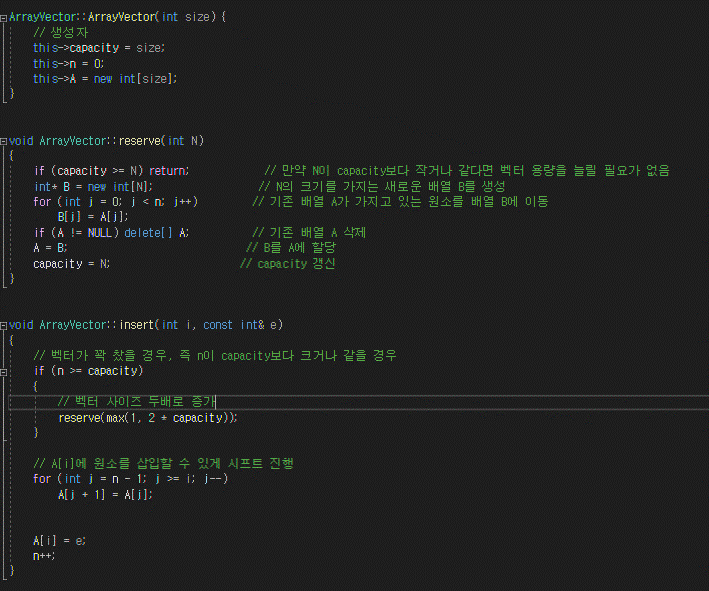 ArrayVector::ArrayVector(int size) {
// 생성자
this->capacity = size;
this->n = 0;
this->A = new int[size];
}
void ArrayVector::reserve(int N)
{
if (capacity >= N) return; // 만약 N이 capacity보다 작거나 같다면 벡터 용량을 늘릴 필요가 없음
int* B = new int[N]; // N의 크기를 가지는 새로운 배열 B를 생성
for (int j = 0; j < n; j++) // 기존 배열 A가 가지고 있는 원소를 배열 B에 이동
B[j] = A[j];
if (A != NULL) delete[] A; // 기존 배열 A 삭제
A = B; // B를 A에 할당
capacity = N; // capacity 갱신
}
void ArrayVector::insert(int i, const int& e)
{
// 벡터가 꽉 찼을 경우, 즉 n이 capacity보다 크거나 같을 경우
if (n >= capacity)
{
// 벡터 사이즈 두배로 증가
reserve(max(1, 2 * capacity));
}
// A[i]에 원소를 삽입할 수 있게 시프트 진행
for (int j = n - 1; j >= i; j--)
A[j + 1] = A[j];
A[i] = e;
n++;
}